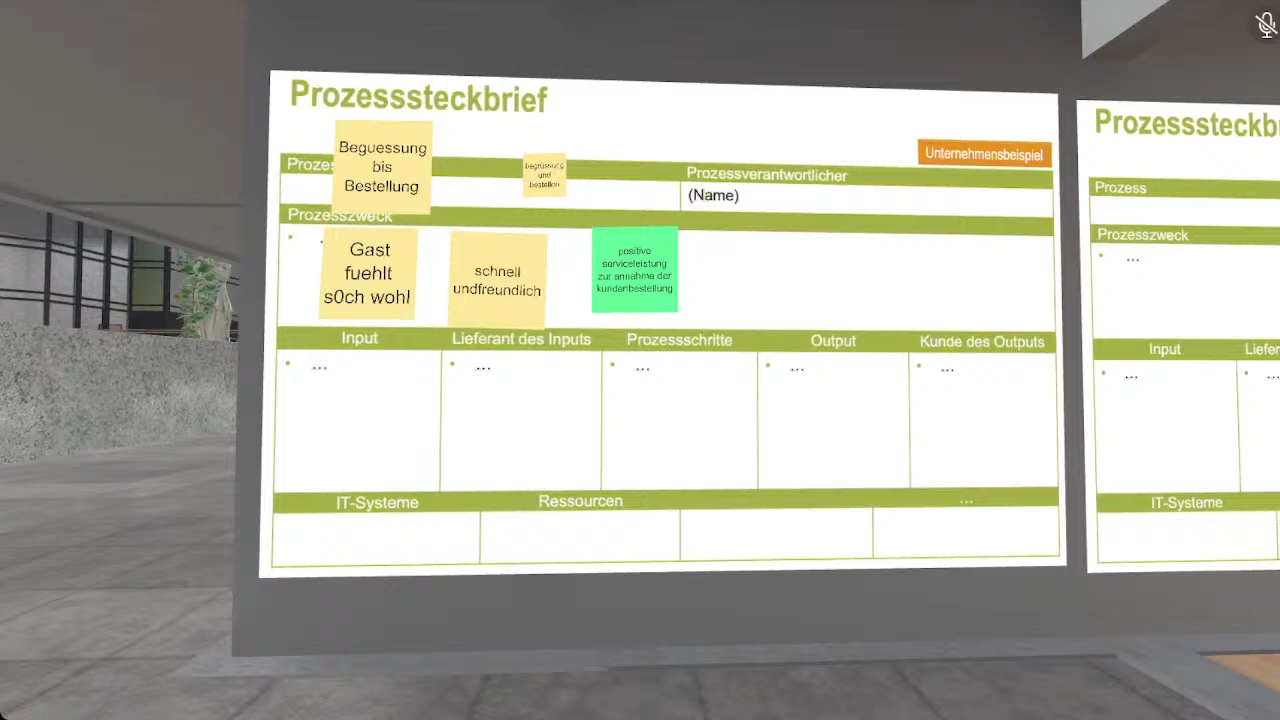 Prozesssteckbrief
Unternehmensbeispiel
Proze
Beguessung
bis
Bestellung
begrüssung
und
bestellen
Prozessverantwortlicher
(Name)
Prozesszweck
Gast
fuehlt
s0ch wohl
schnell
undfreundlich
positive
serviceleistung
zur annahme der
kundenbestellung
Input
Lieferant des Inputs
Prozessschritte
Output
Kunde des Outputs
...
...
...
...
...
IT-Systeme
Ressourcen
...
Prozesssteckb
Prozess
Prozesszweck
...
Input
Liefer
...
...
IT-Systeme